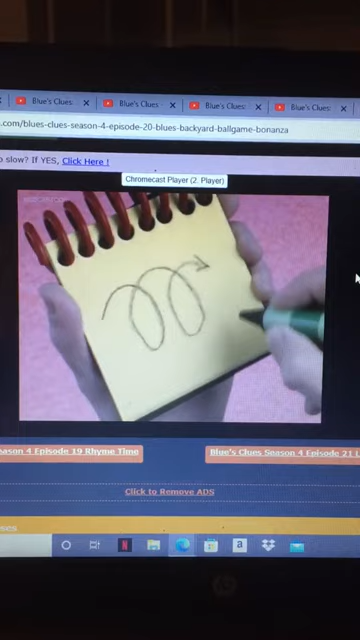 Blue's Clues
Blue's Clues
Blue's Clues
Blue's Clues
.com/blues-clues-season-4-episode-20-blues-backyard-ballgame-bonanza
o slow? If YES, Click Here !
Chromecast Player (2. Player)
eason 4 Episode 19 Rhyme Time
Blue's Clues Season 4 Episode 21 L
Click to Remove ADS
ses
N
a
hp